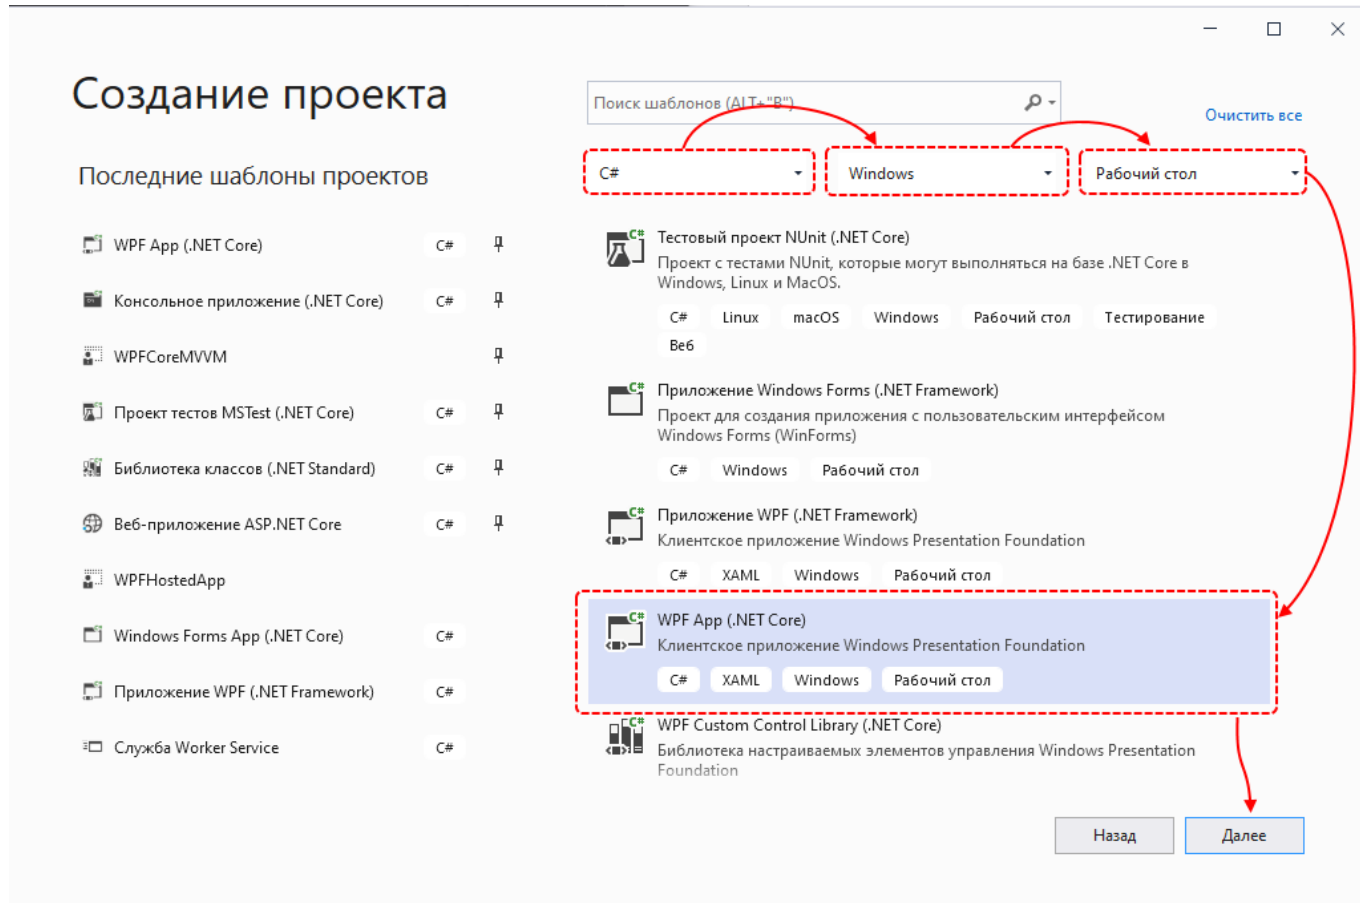 Создание проекта
Поиск шаблонов (ALT+"B")
Очистить все
Последние шаблоны проектов
C#
Windows
Рабочий стол
WPF App (.NET Core) C#
Консольное приложение (.NET Core) C#
WPFCoreMVVM
Проект тестов MSTest (.NET Core) C#
Библиотека классов (.NET Standard) C#
Веб-приложение ASP.NET Core C#
WPFHostedApp
Windows Forms App (.NET Core) C#
Приложение WPF (.NET Framework) C#
Служба Worker Service C#
Тестовый проект NUnit (.NET Core)
Проект с тестами NUnit, которые могут выполняться на базе .NET Core в
Windows, Linux и MacOS.
C# Linux macOS Windows Рабочий стол Тестирование
Веб
Приложение Windows Forms (.NET Framework)
Проект для создания приложения с пользовательским интерфейсом
Windows Forms (WinForms)
C# Windows Рабочий стол
Приложение WPF (.NET Framework)
Клиентское приложение Windows Presentation Foundation
C# XAML Windows Рабочий стол
WPF App (.NET Core)
Клиентское приложение Windows Presentation Foundation
C# XAML Windows Рабочий стол
WPF Custom Control Library (.NET Core)
Библиотека настраиваемых элементов управления Windows Presentation
Foundation
Назад
Далее